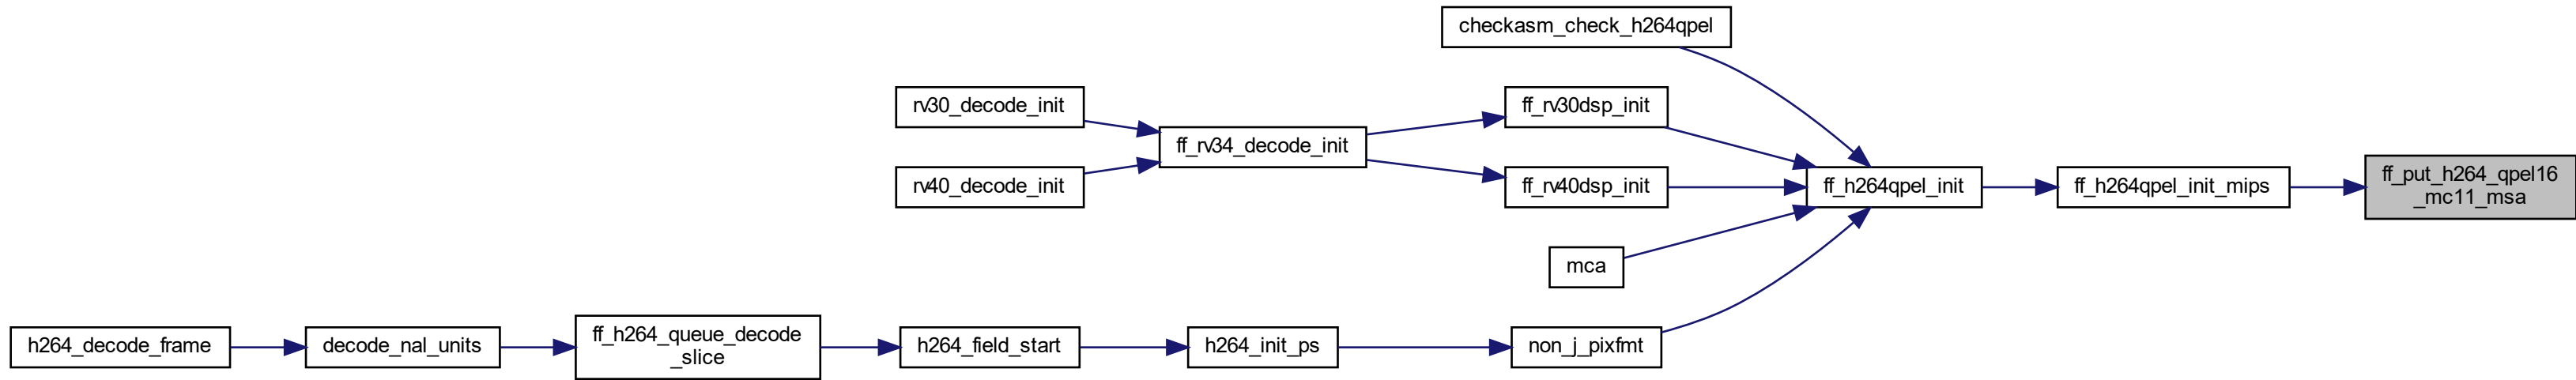 checkasm_check_h264qpel
rv30_decode_init
ff_rv30dsp_init
ff_rv34_decode_init
rv40_decode_init
ff_rv40dsp_init
ff_h264qpel_init
ff_h264qpel_init_mips
ff_put_h264_qpel16
_mc11_msa
mca
h264_decode_frame
decode_nal_units
ff_h264_queue_decode
_slice
h264_field_start
h264_init_ps
non_j_pixfmt